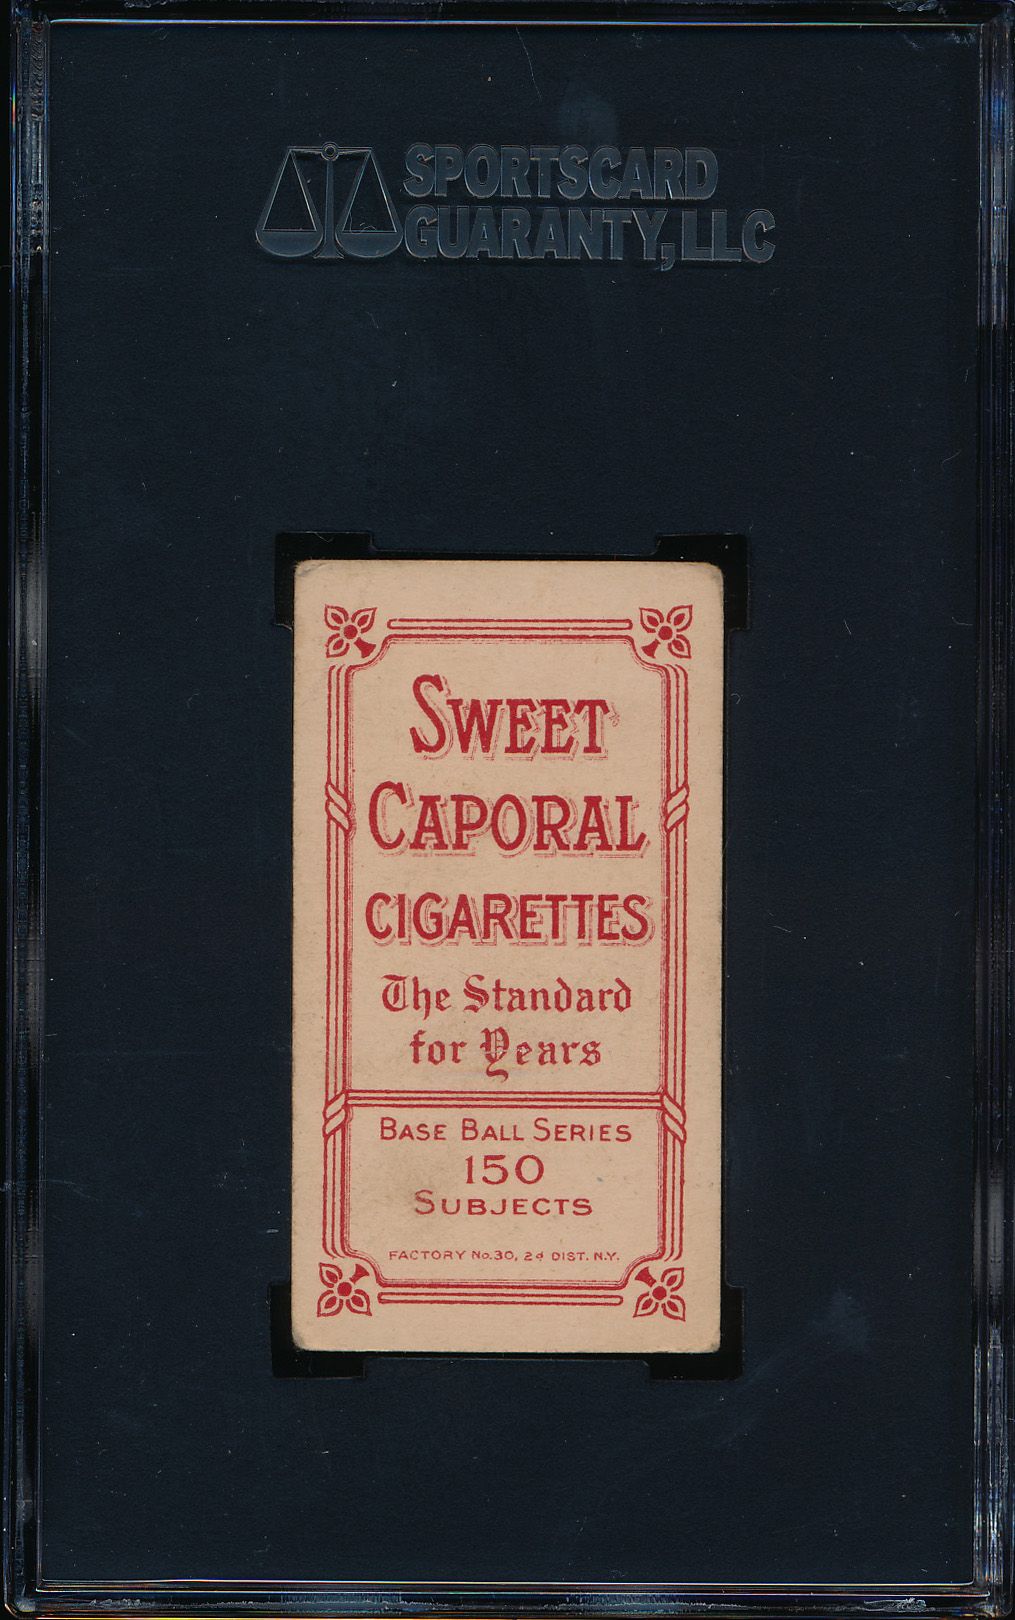 SPORTSCARD
GUARANTY, LLC
SWEET
CAPORAL
CIGARETTES
The Standard
for Years
BASE BALL SERIES
150
SUBJECTS
FACTORY No. 30, 2d DIST. N.Y.